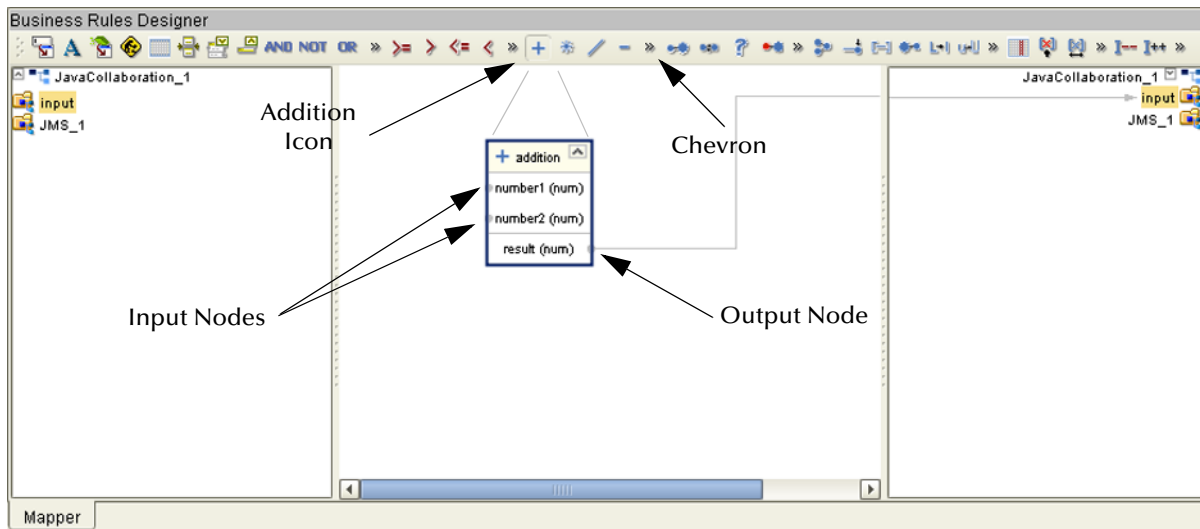 Business Rules Designer
A AND NOT OR » >= > <= < » + » ? » » I-- I++ »
JavaCollaboration_1
input
JMS_1
Addition
Icon
Chevron
JavaCollaboration_1
input
JMS_1
+ addition
number1 (num)
number2 (num)
result (num)
Input Nodes
Output Node
Mapper